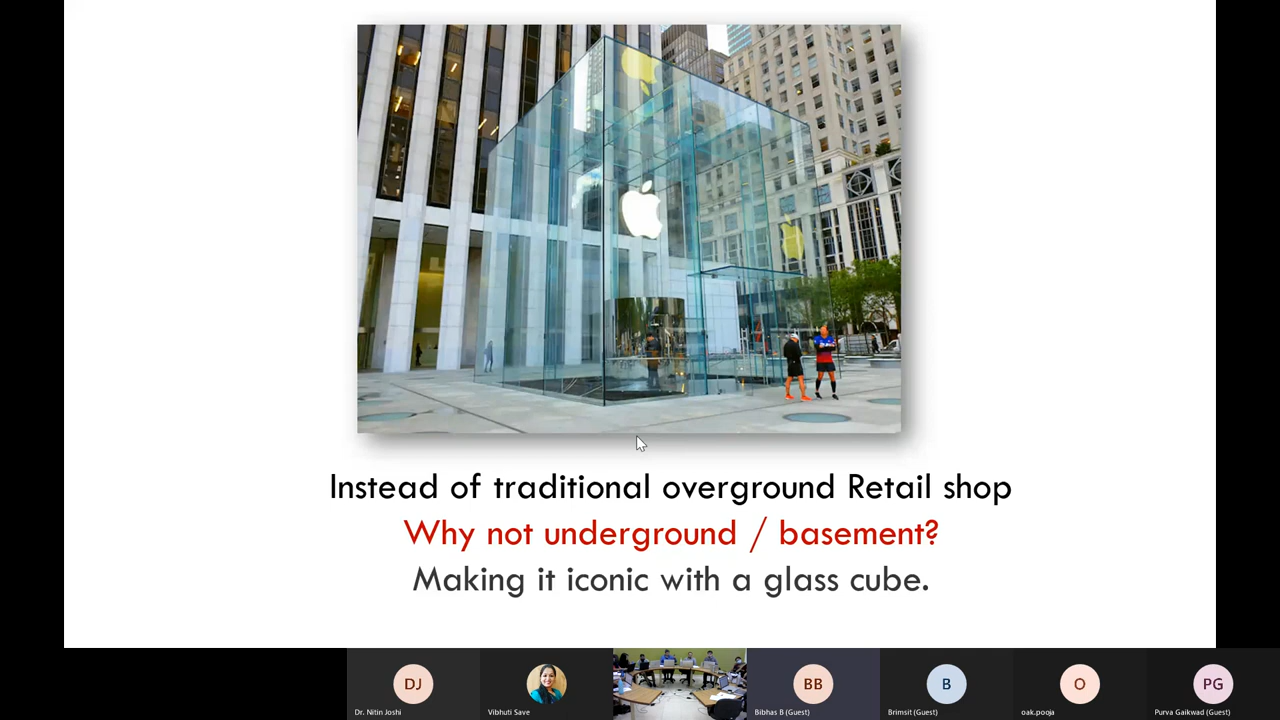 Instead of traditional overground Retail shop
Why not underground / basement?
Making it iconic with a glass cube.
DJ
BB
B
O
PG
Dr. Nitin Joshi
Vibhuti Save
Bibhas B (Guest)
Brimsit (Guest)
oak.pooja
Purva Gaikwad (Guest)